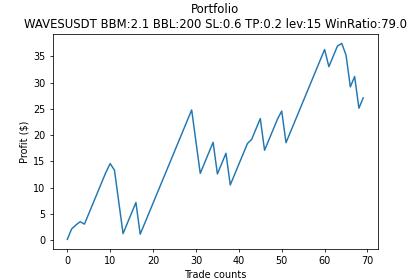 Portfolio
WAVESUSDT BBM:2.1 BBL:200 SL:0.6 TP:0.2 lev:15 WinRatio:79.0
Profit ($)
35
30
25
20
15
10
5
0
0 10 20 30 40 50 60 70
Trade counts